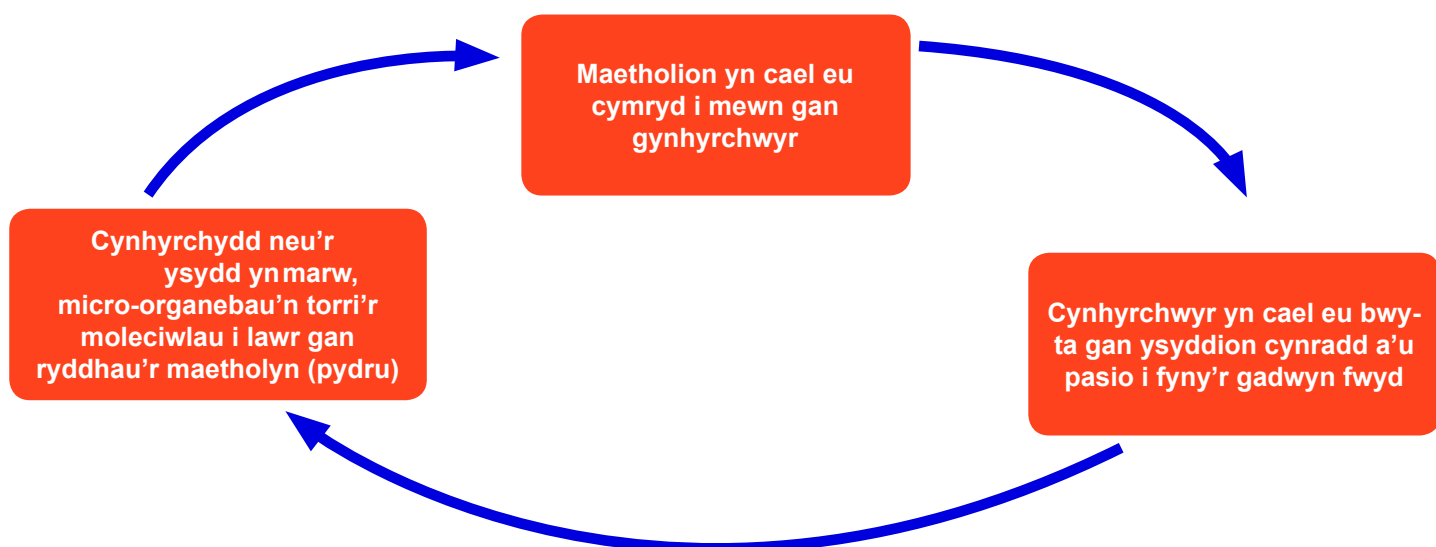 Maetholion yn cael eu
cymryd i mewn gan
gynhyrchwyr
Cynhyrchwyr yn cael eu bwy-
ta gan ysyddion cynradd a'u
pasio i fyny'r gadwyn fwyd
Cynhyrchydd neu'r
ysydd yn marw,
micro-organebau'n torri'r
moleciwlau i lawr gan
ryddhau'r maetholyn (pydru)